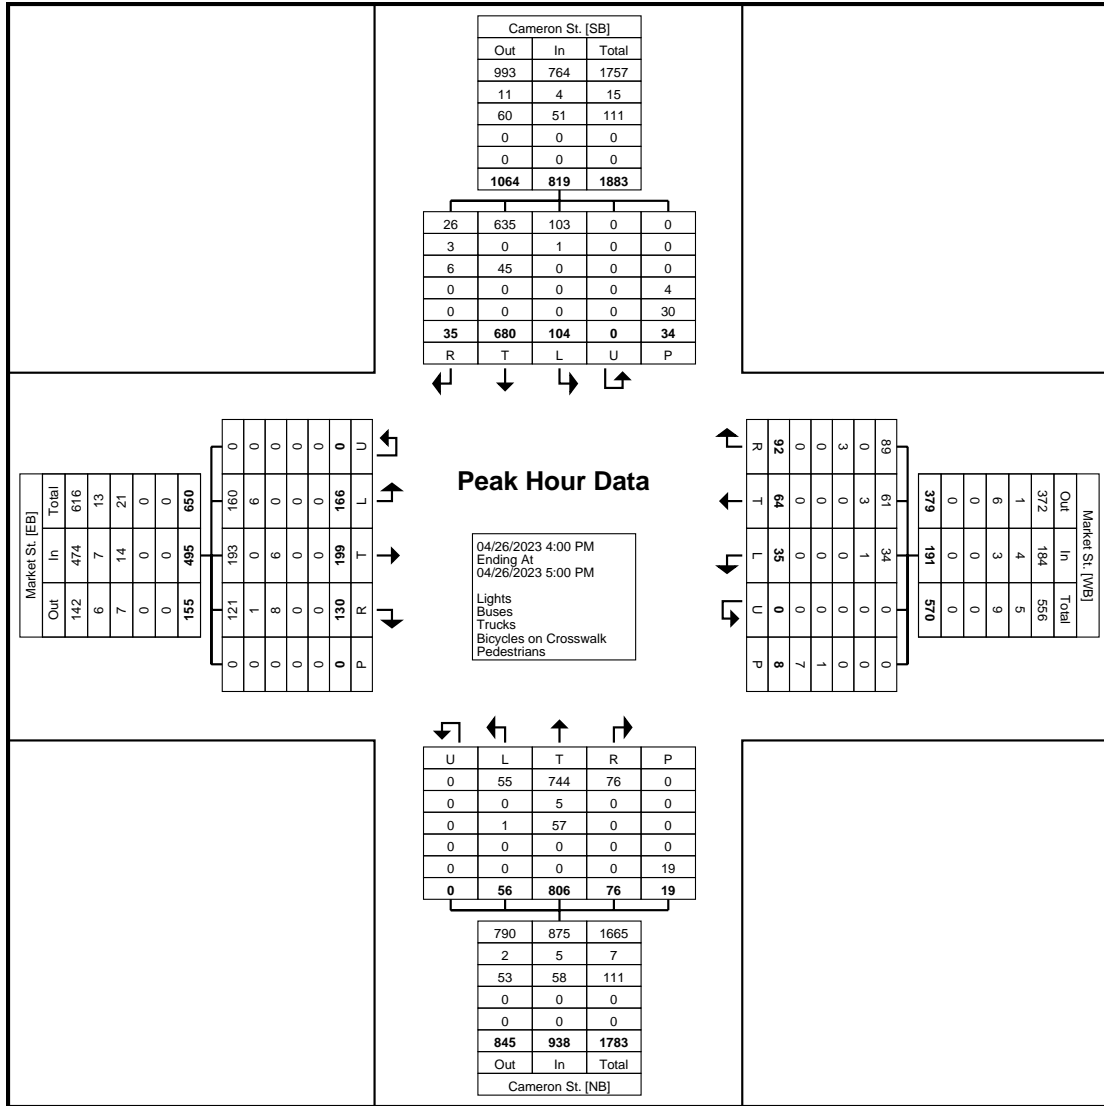 Cameron St. [SB]
Out In Total
993 764 1757
11 4 15
60 51 111
0 0 0
0 0 0
1064 819 1883
26 635 103 0 0
3 0 1 0 0
6 45 0 0 0
0 0 0 0 4
0 0 0 0 30
35 680 104 0 34
R T L U P
Market St. [EB]
Out In Total
142 474 616
6 7 13
7 14 21
0 0 0
0 0 0
155 495 650
0 121 193 160 0
0 1 0 6 0
0 8 6 0 0
0 0 0 0 0
0 0 0 0 0
0 130 199 166 0
P R T L U
Peak Hour Data
04/26/2023 4:00 PM
Ending At
04/26/2023 5:00 PM
Lights
Buses
Trucks
Bicycles on Crosswalk
Pedestrians
Market St. [WB]
Out In Total
372 184 556
1 4 5
6 3 9
0 0 0
0 0 0
379 191 570
89 61 34 0 0
0 3 1 0 0
3 0 0 0 0
0 0 0 0 1
0 0 0 0 7
92 64 35 0 8
R T L U P
U L T R P
0 55 744 76 0
0 0 5 0 0
0 1 57 0 0
0 0 0 0 0
0 0 0 0 19
0 56 806 76 19
790 875 1665
2 5 7
53 58 111
0 0 0
0 0 0
845 938 1783
Out In Total
Cameron St. [NB]